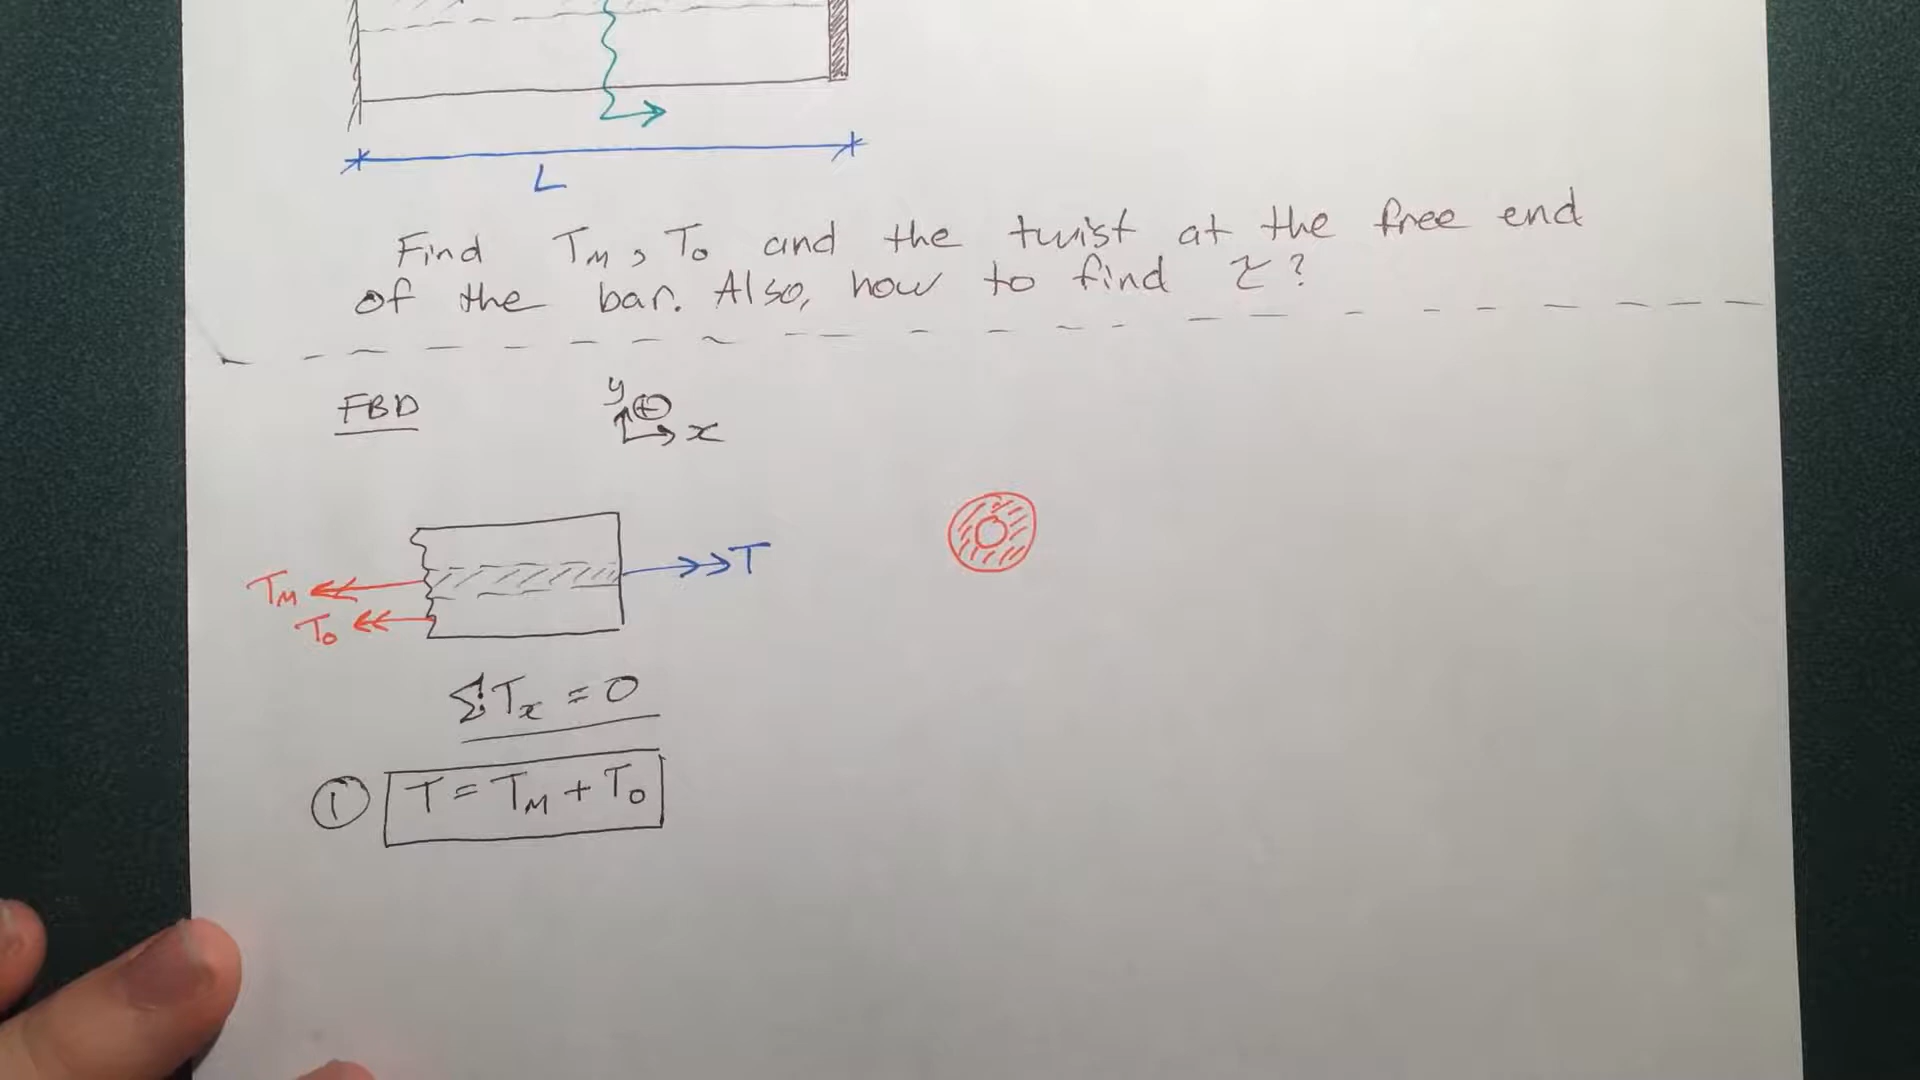 L
Find T_M, T_O and the twist at the free end
of the bar. Also, how to find τ?
FBD
y
+
x
T_M
T_O
T
ΣT_x = 0
① T = T_M + T_O